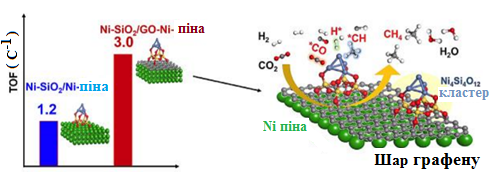 TOF ( C⁻¹)
Ni-SiO₂/GO-Ni- піна
3.0
Ni-SiO₂/Ni-піна
1.2
H₂
CO₂
*CO
H*
*CH
CH₄
H₂O
Ni₄Si₄O₁₂
кластер
Ni піна
Шар графену